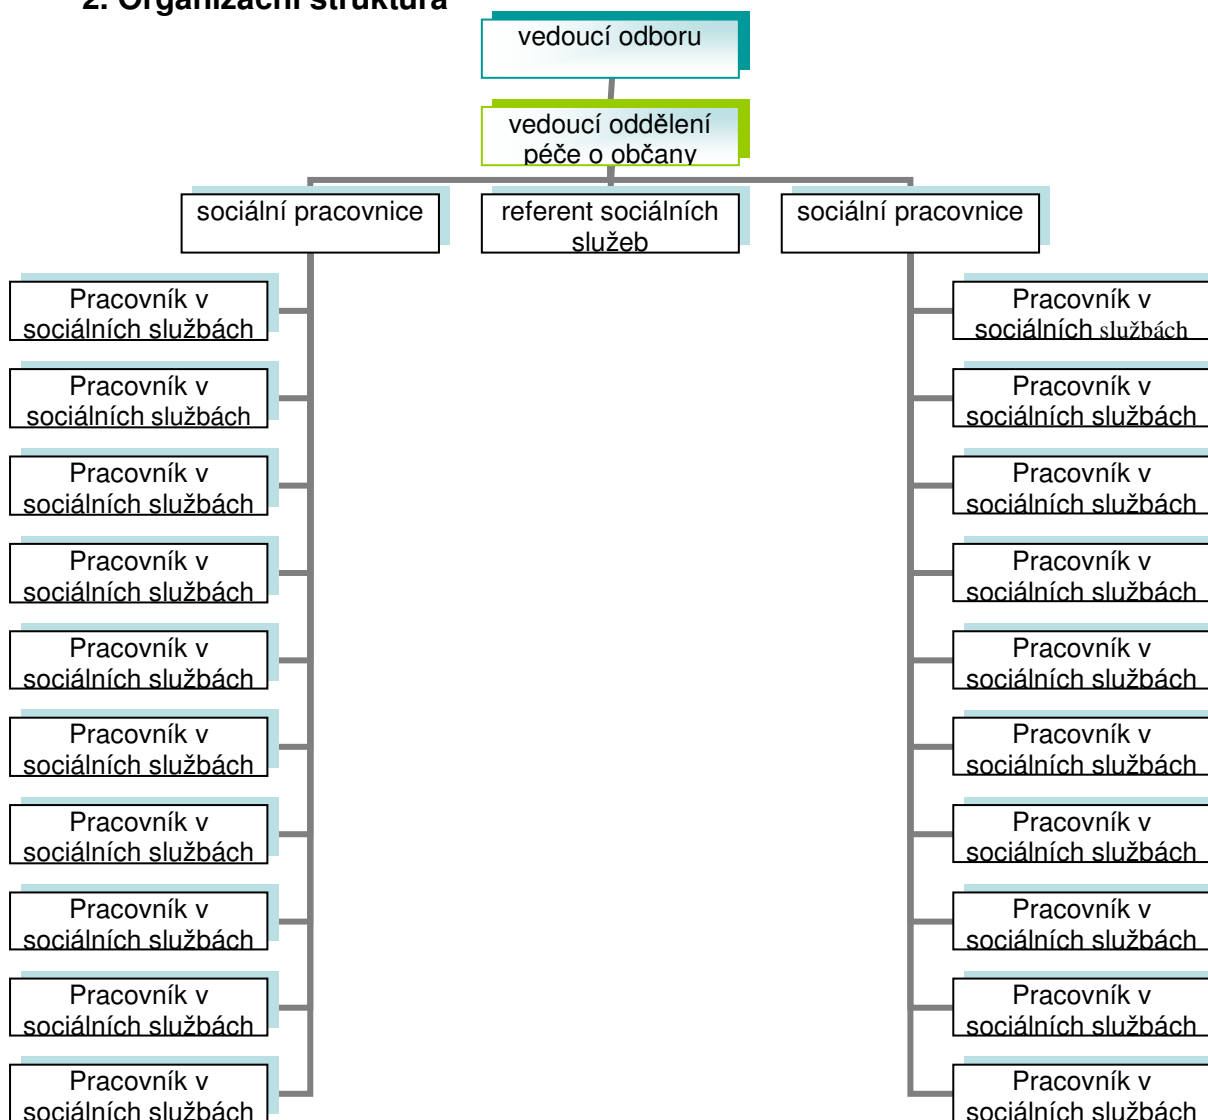 2. Organizační struktura
vedoucí odboru
vedoucí oddělení
péče o občany
sociální pracovnice
referent sociálních
služeb
sociální pracovnice
Pracovník v
sociálních službách
Pracovník v
sociálních službách
Pracovník v
sociálních službách
Pracovník v
sociálních službách
Pracovník v
sociálních službách
Pracovník v
sociálních službách
Pracovník v
sociálních službách
Pracovník v
sociálních službách
Pracovník v
sociálních službách
Pracovník v
sociálních službách
Pracovník v
sociálních službách
Pracovník v
sociálních službách
Pracovník v
sociálních službách
Pracovník v
sociálních službách
Pracovník v
sociálních službách
Pracovník v
sociálních službách
Pracovník v
sociálních službách
Pracovník v
sociálních službách
Pracovník v
sociálních službách
Pracovník v
sociálních službách